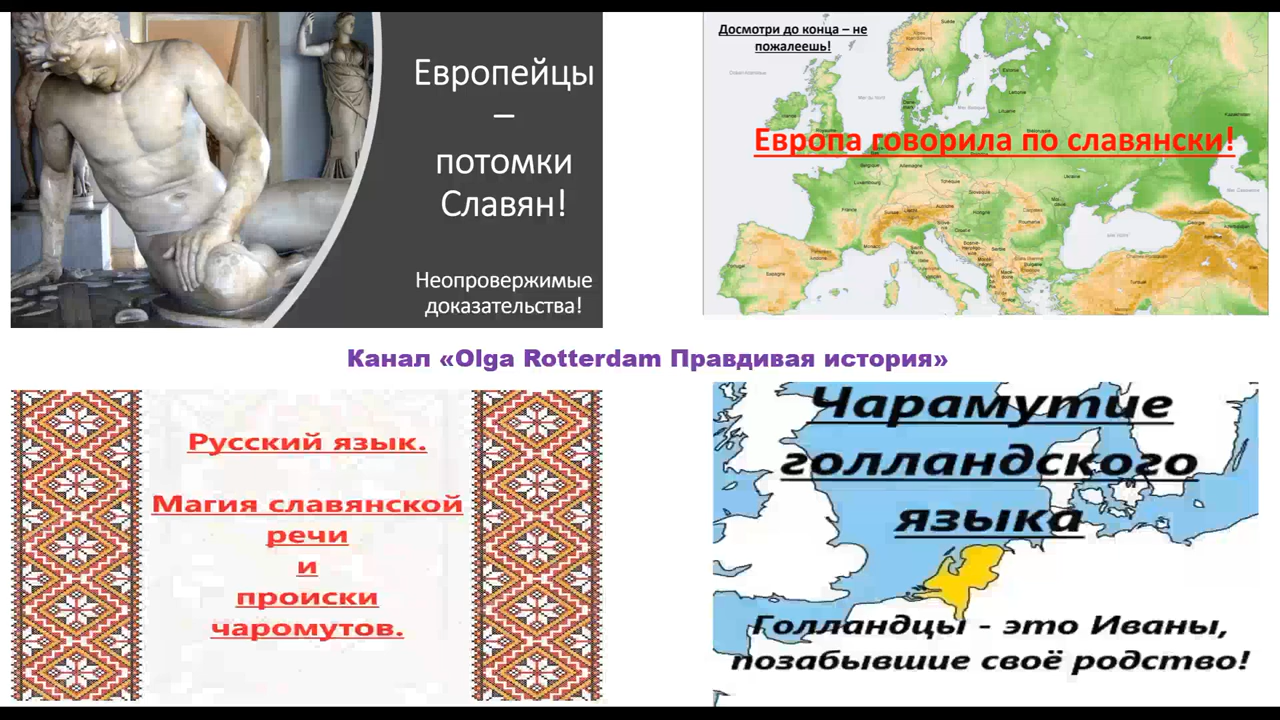 Европейцы
–
потомки
Славян!
Неопровержимые
доказательства!
Досмотри до конца – не
пожалеешь!
Европа говорила по славянски!
Канал «Olga Rotterdam Правдивая история»
Русский язык.
Магия славянской
речи
и
происки
чаромутов.
Чарамутие
голландского
языка
Голландцы - это Иваны,
позабывшие своё родство!